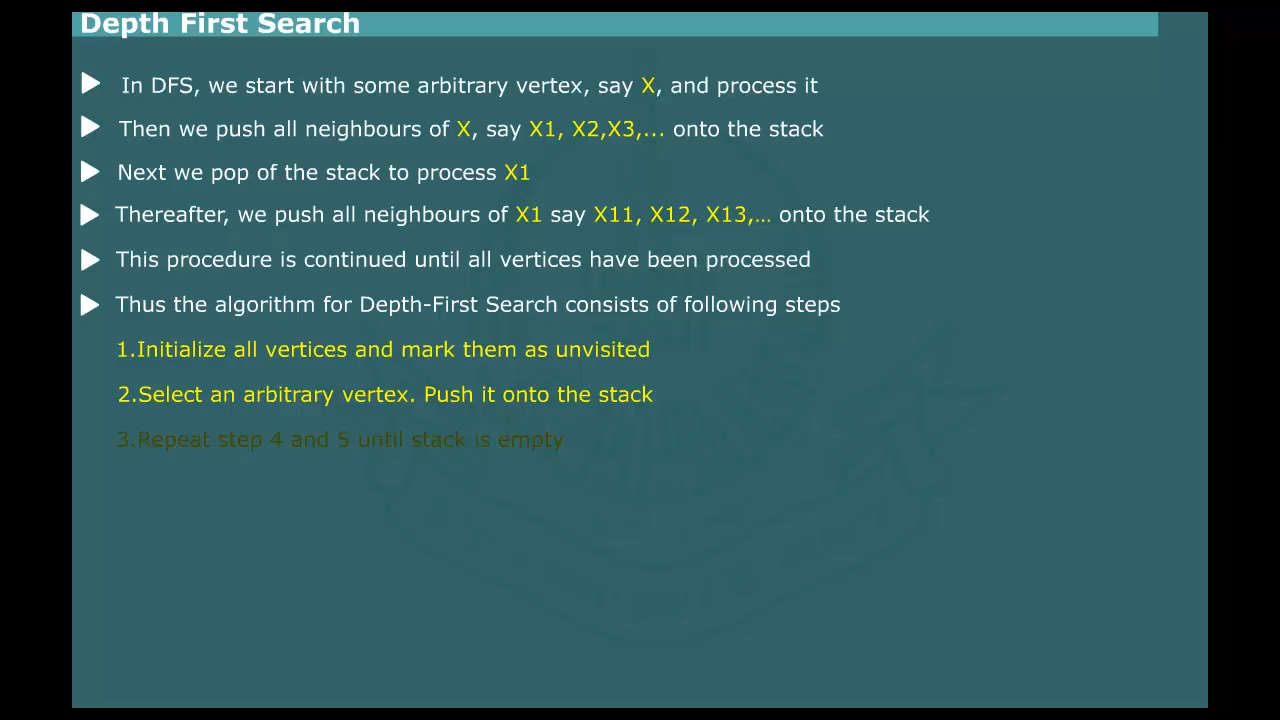 Depth First Search
In DFS, we start with some arbitrary vertex, say X, and process it
Then we push all neighbours of X, say X1, X2,X3,... onto the stack
Next we pop of the stack to process X1
Thereafter, we push all neighbours of X1 say X11, X12, X13,... onto the stack
This procedure is continued until all vertices have been processed
Thus the algorithm for Depth-First Search consists of following steps
1.Initialize all vertices and mark them as unvisited
2.Select an arbitrary vertex. Push it onto the stack
3.Repeat step 4 and 5 until stack is empty